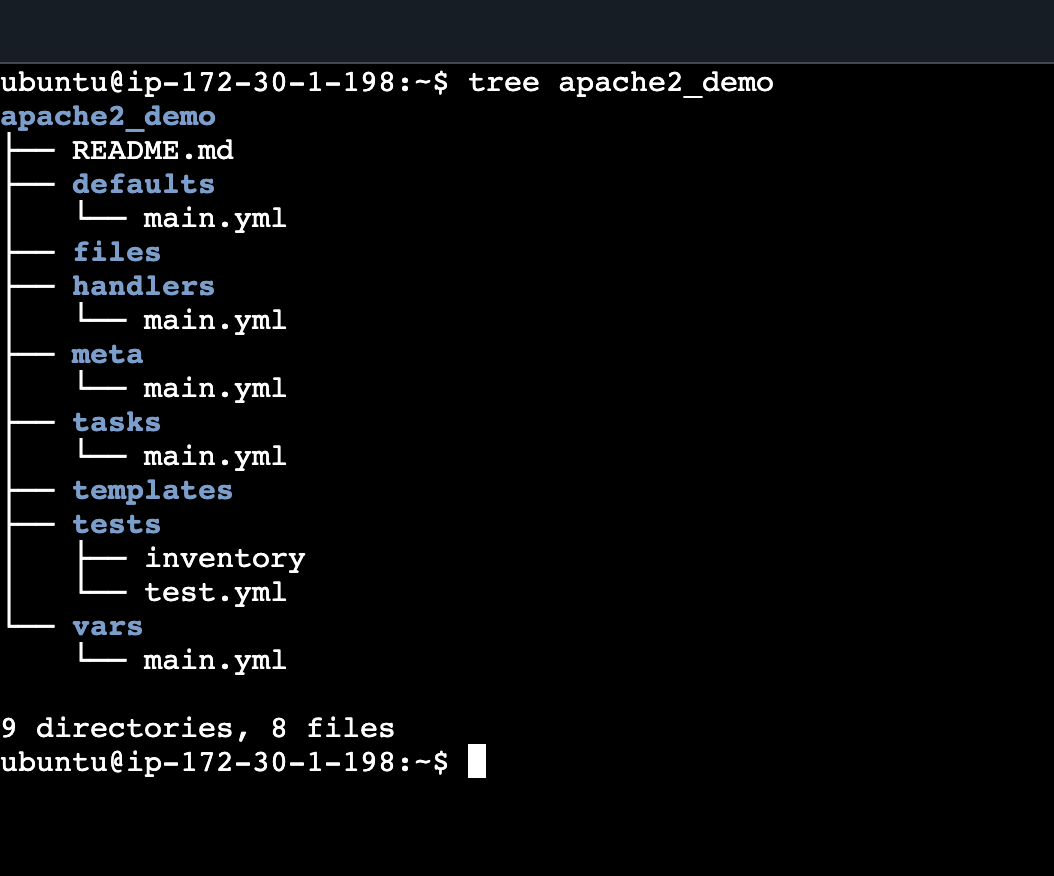 ubuntu@ip-172-30-1-198:~$ tree apache2_demo
apache2_demo
├── README.md
├── defaults
│   └── main.yml
├── files
├── handlers
│   └── main.yml
├── meta
│   └── main.yml
├── tasks
│   └── main.yml
├── templates
├── tests
│   ├── inventory
│   └── test.yml
└── vars
    └── main.yml

9 directories, 8 files
ubuntu@ip-172-30-1-198:~$